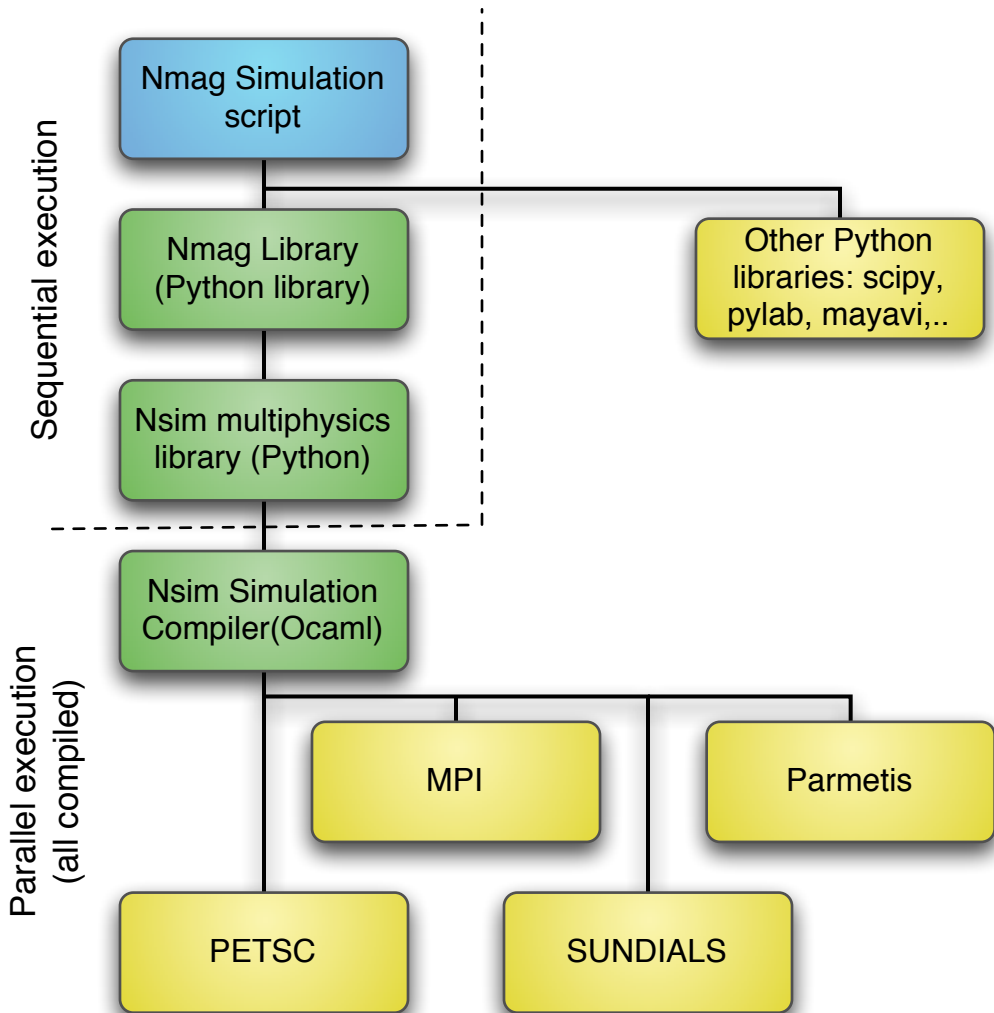 Nmag Simulation
script
Sequential execution
Nmag Library
(Python library)
Other Python
libraries: scipy,
pylab, mayavi,..
Nsim multiphysics
library (Python)
Nsim Simulation
Compiler(Ocaml)
Parallel execution
(all compiled)
MPI
Parmetis
PETSC
SUNDIALS